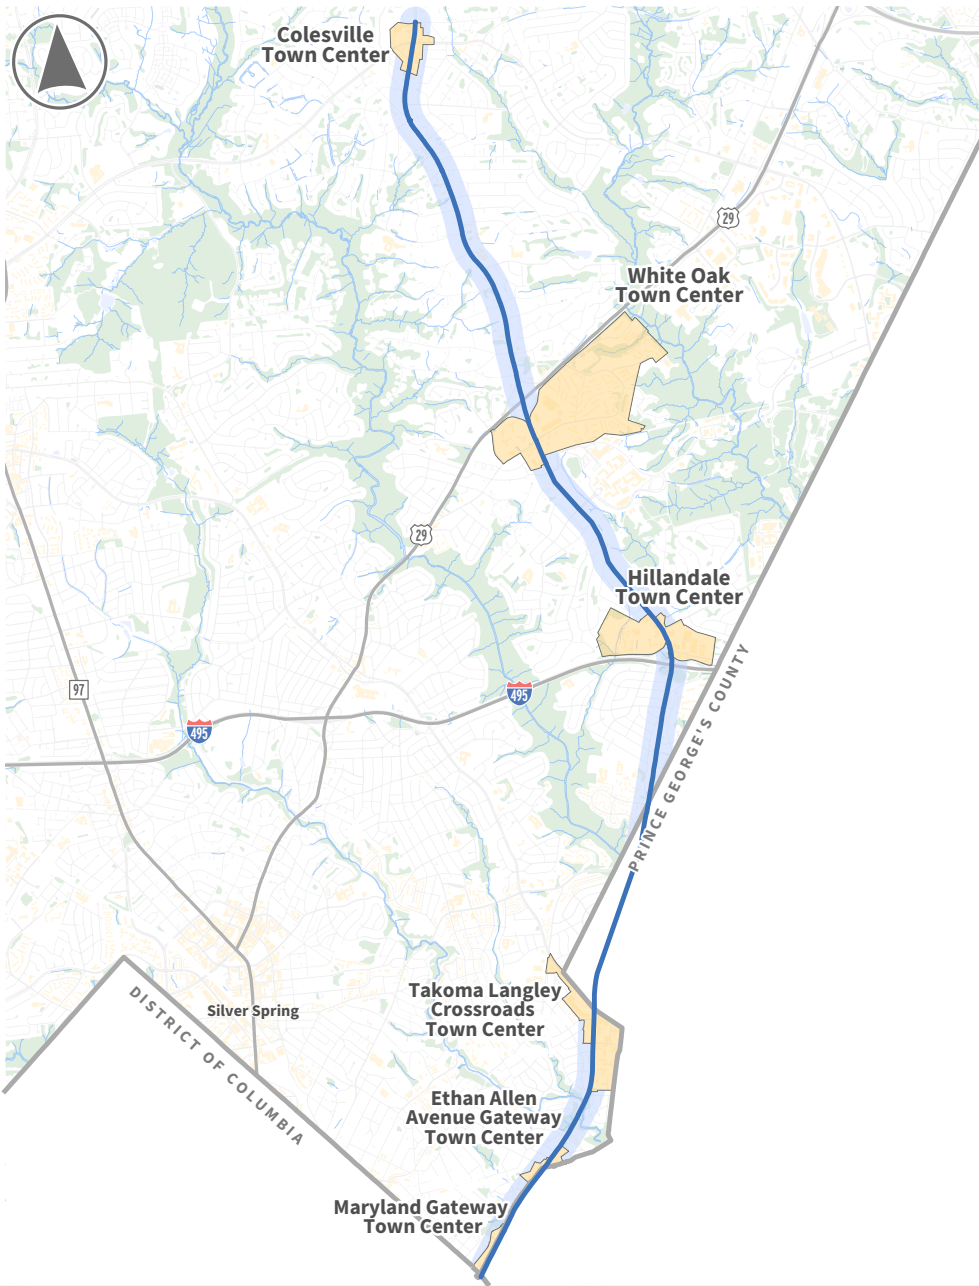 Colesville
Town Center
29
White Oak
Town Center
29
Hillandale
Town Center
97
495
495
PRINCE GEORGE'S COUNTY
Takoma Langley
Crossroads
Town Center
Silver Spring
DISTRICT OF COLUMBIA
Ethan Allen
Avenue Gateway
Town Center
Maryland Gateway
Town Center